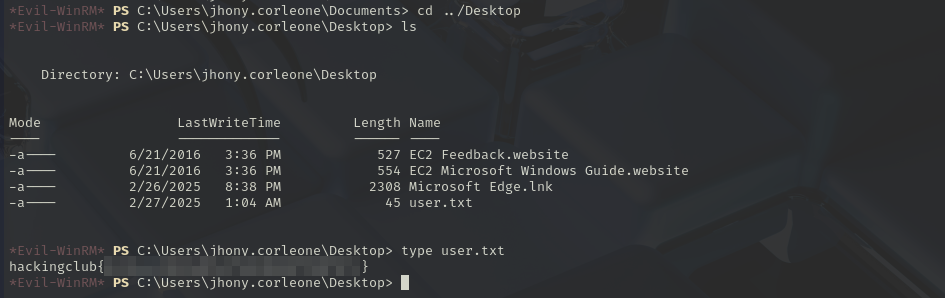 *Evil-WinRM* PS C:\Users\jhony.corleone\Documents> cd ../Desktop
*Evil-WinRM* PS C:\Users\jhony.corleone\Desktop> ls
Directory: C:\Users\jhony.corleone\Desktop
Mode LastWriteTime Length Name
---- ------------- ------ ----
-a---- 6/21/2016 3:36 PM 527 EC2 Feedback.website
-a---- 6/21/2016 3:36 PM 554 EC2 Microsoft Windows Guide.website
-a---- 2/26/2025 8:38 PM 2308 Microsoft Edge.lnk
-a---- 2/27/2025 1:04 AM 45 user.txt
*Evil-WinRM* PS C:\Users\jhony.corleone\Desktop> type user.txt
hackingclub{ }
*Evil-WinRM* PS C:\Users\jhony.corleone\Desktop>